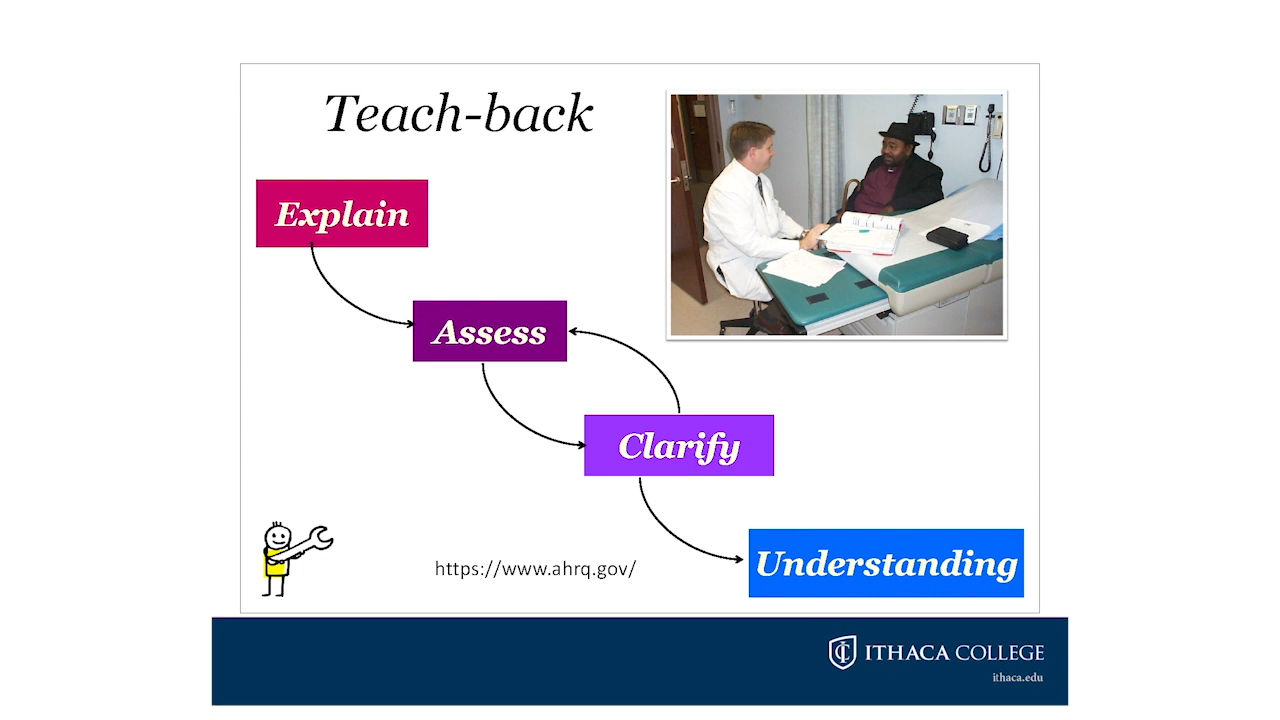 Teach-back
Explain
Assess
Clarify
Understanding
https://www.ahrq.gov/
ITHACA COLLEGE
ithaca.edu